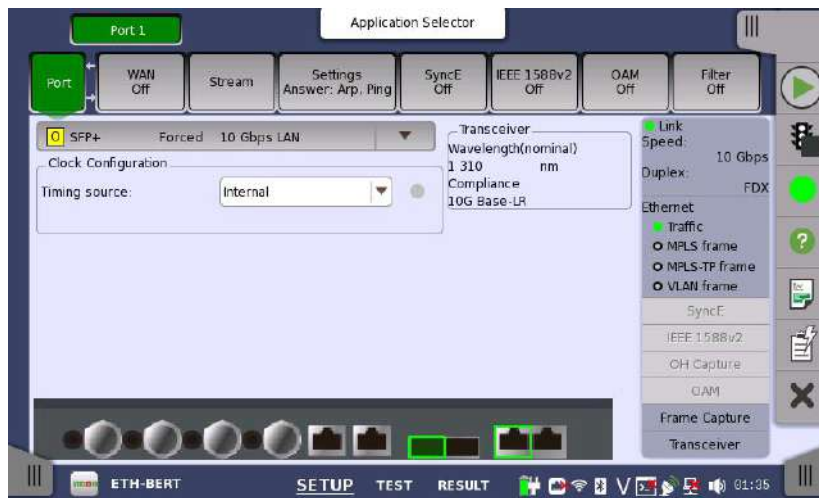 Application Selector
Port 1
Port
WAN
Off
Stream
Settings
Answer: Arp, Ping
SyncE
Off
IEEE 1588v2
Off
OAM
Off
Filter
Off
SFP+ Forced 10 Gbps LAN
Clock Configuration
Timing source: Internal
Transceiver
Wavelength(nominal)
1 310 nm
Compliance
10G Base-LR
Link
Speed:
10 Gbps
Duplex:
FDX
Ethernet
Traffic
MPLS frame
MPLS-TP frame
VLAN frame
SyncE
IEEE 1588v2
OH Capture
OAM
Frame Capture
Transceiver
ETH-BERT SETUP TEST RESULT 01:35